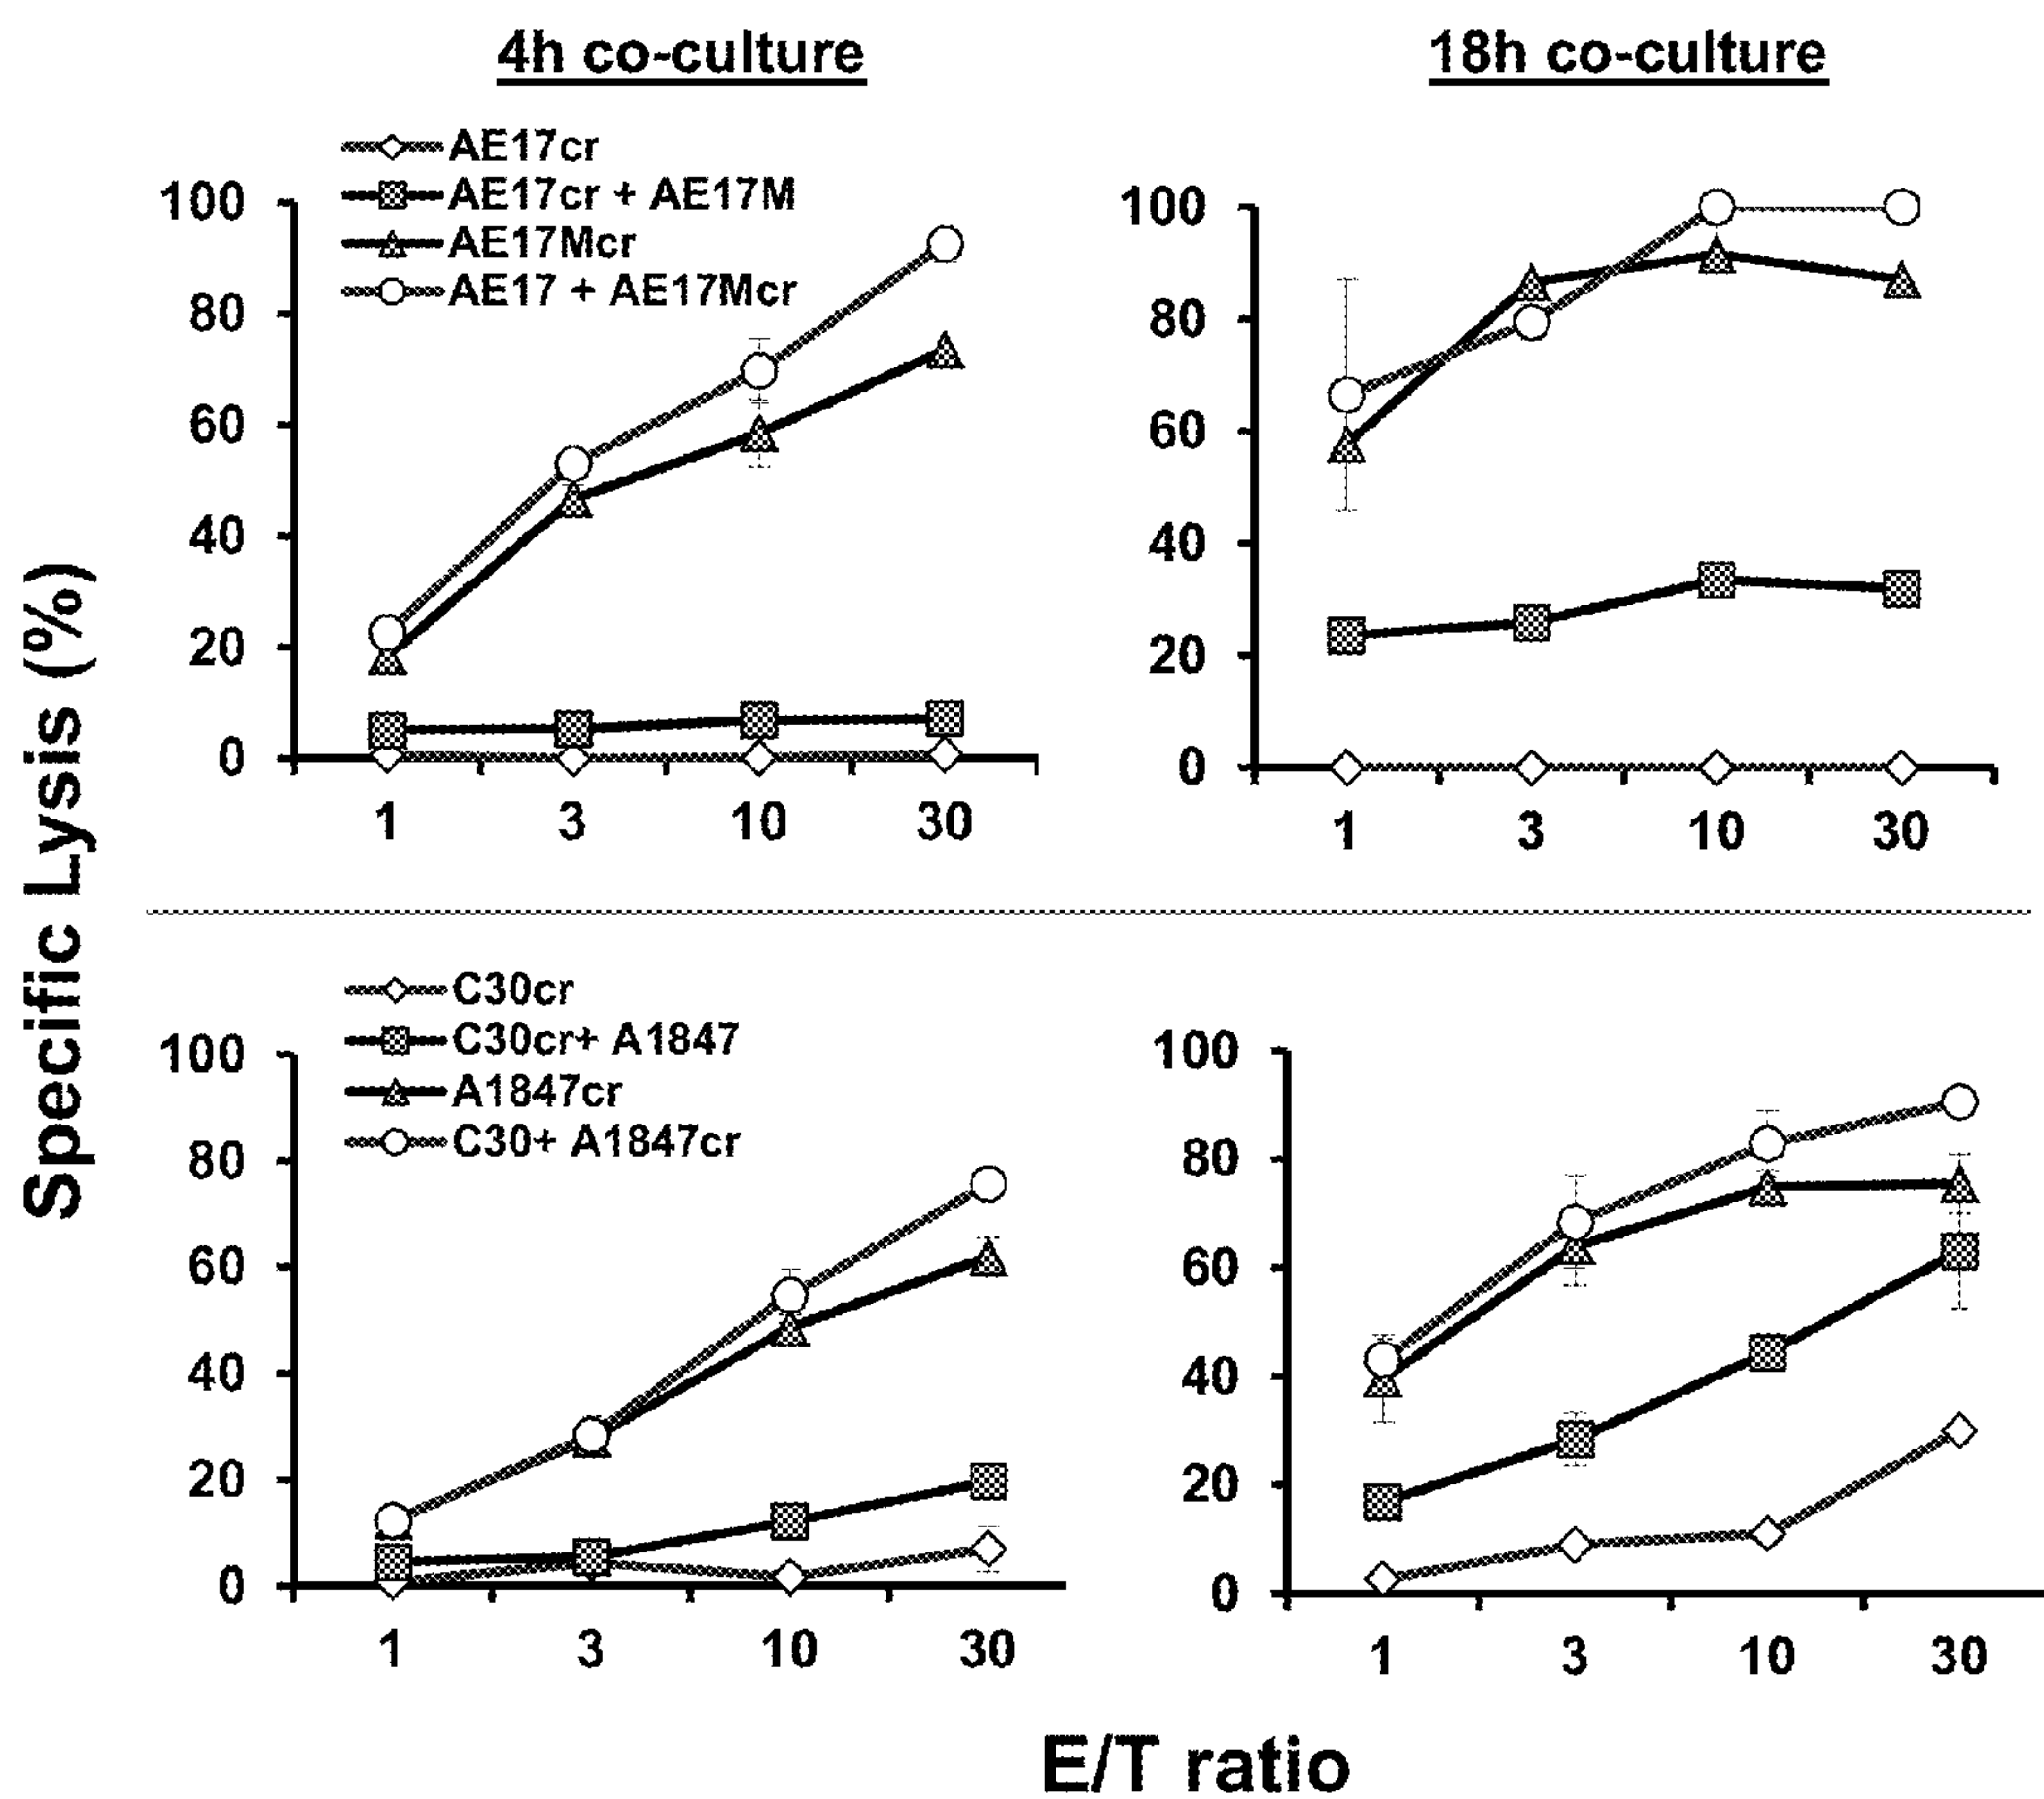 4h co-culture
18h co-culture
AE17cr
AE17cr + AE17M
AE17Mcr
AE17 + AE17Mcr
100
80
60
40
20
0
1 3 10 30
100
80
60
40
20
0
1 3 10 30
Specific Lysis (%)
C30cr
C30cr+ A1847
A1847cr
C30+ A1847cr
100
80
60
40
20
0
1 3 10 30
100
80
60
40
20
0
1 3 10 30
E/T ratio